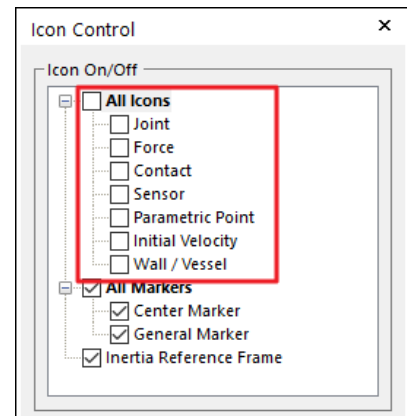 Icon Control
Icon On/Off
All Icons
Joint
Force
Contact
Sensor
Parametric Point
Initial Velocity
Wall / Vessel
All Markers
Center Marker
General Marker
Inertia Reference Frame